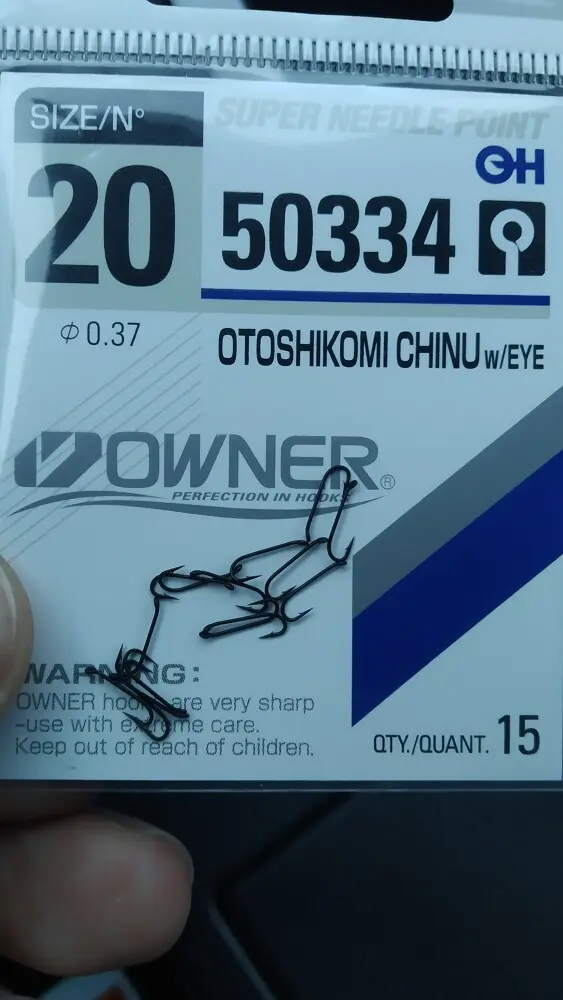 SIZE/N°
SUPER NEEDLE POINT
OH
20
50334
φ 0.37
OTOSHIKOMI CHINU w/EYE
OWNER®
PERFECTION IN HOOKS
WARNING:
OWNER hooks are very sharp
-use with extreme care.
Keep out of reach of children.
QTY./QUANT. 15